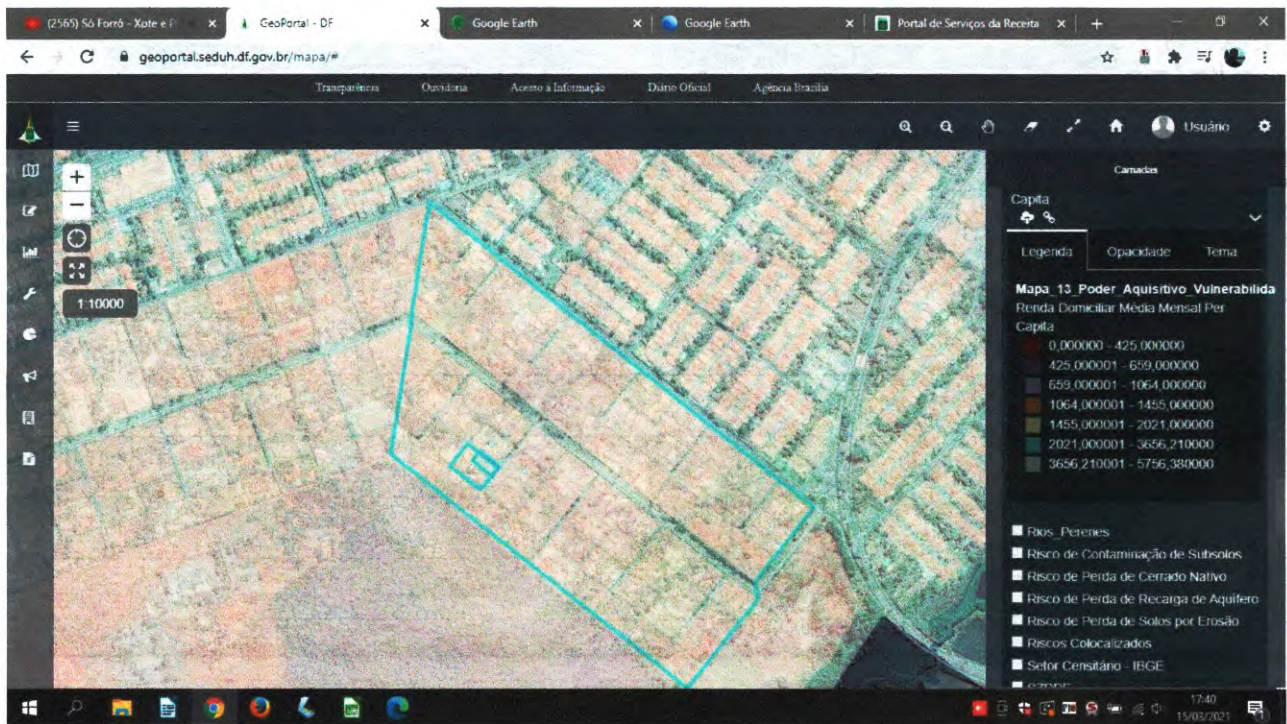 (2565) Só Forró - Xote e
GeoPortal - DF
Google Earth
Google Earth
Portal de Serviços da Receita
geoportal.seduh.df.gov.br/mapa/#
Transparência Ouvidoria Acesso à Informação Diário Oficial Agência Brasília
Usuário
Camadas
+
−
1:10000
Capita
Legenda Opacidade Tema
Mapa_13_Poder_Aquisitivo_Vulnerabilida
Renda Domiciliar Média Mensal Per
Capita
0,000000 - 425,000000
425,000001 - 659,000000
659,000001 - 1064,000000
1064,000001 - 1455,000000
1455,000001 - 2021,000000
2021,000001 - 3656,210000
3656,210001 - 5756,380000
Rios_Perenes
Risco de Contaminação de Subsolos
Risco de Perda de Cerrado Nativo
Risco de Perda de Recarga de Aquífero
Risco de Perda de Solos por Erosão
Riscos Colocalizados
Setor Censitário - IBGE
17:40
15/03/2021